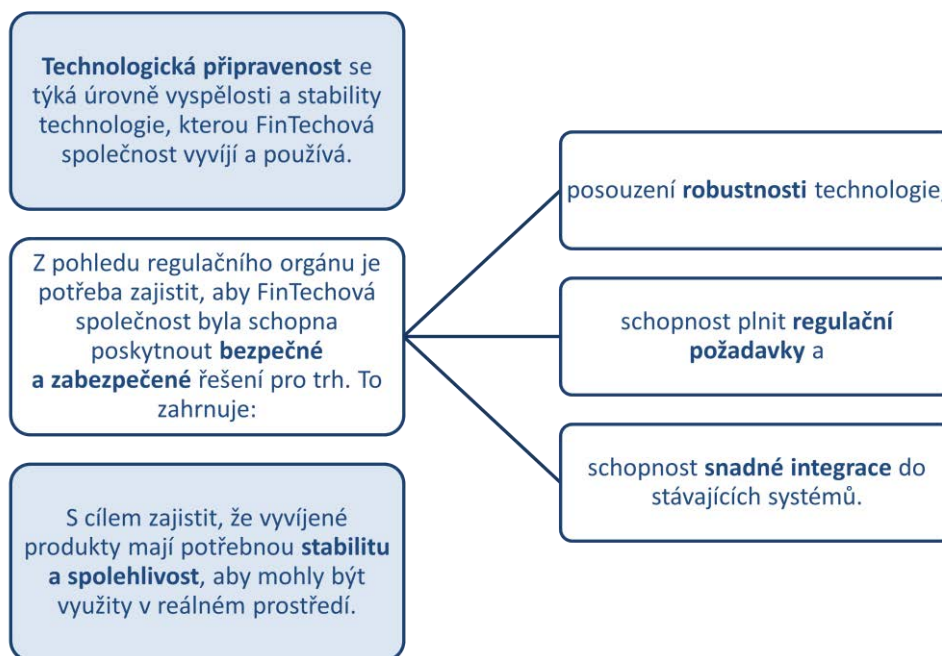 Technologická připravenost se
týká úrovně vyspělosti a stability
technologie, kterou FinTechová
společnost vyvíjí a používá.
Z pohledu regulačního orgánu je
potřeba zajistit, aby FinTechová
společnost byla schopna
poskytnout bezpečné
a zabezpečené řešení pro trh. To
zahrnuje:
posouzení robustnosti technologie,
schopnost plnit regulační
požadavky a
schopnost snadné integrace do
stávajících systémů.
S cílem zajistit, že vyvíjené
produkty mají potřebnou stabilitu
a spolehlivost, aby mohly být
využity v reálném prostředí.